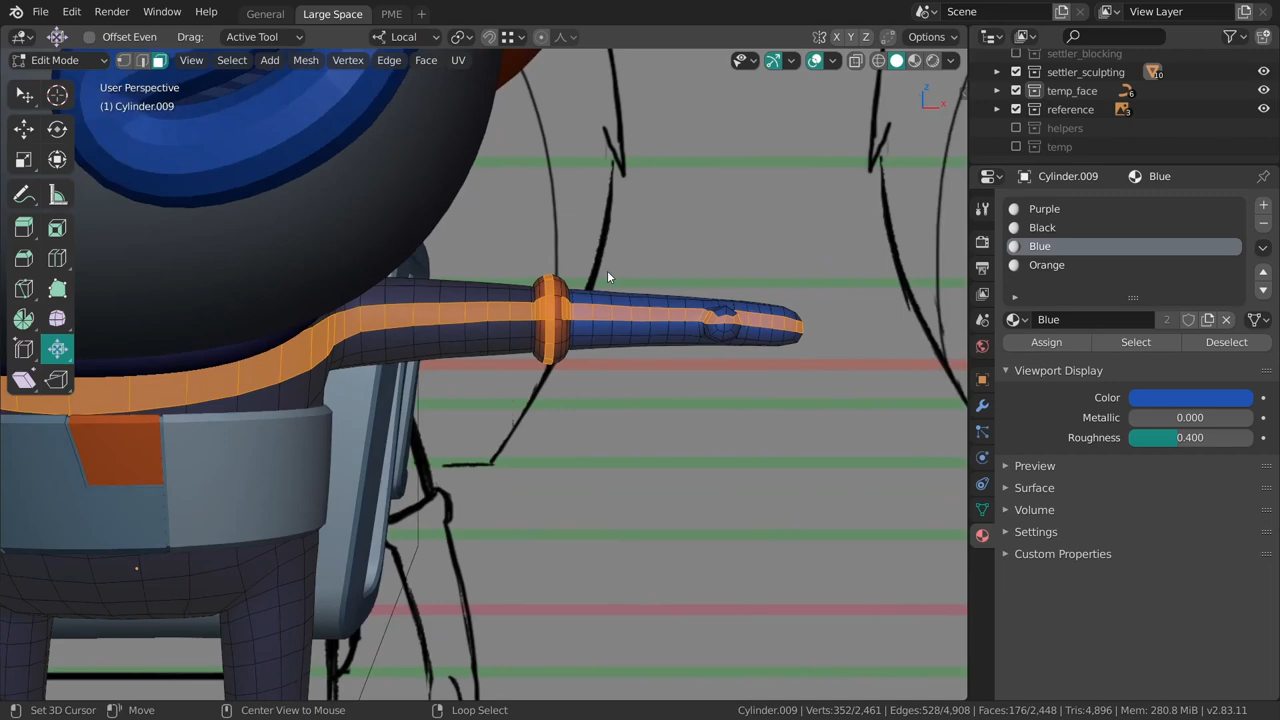 File Edit Render Window Help General Large Space PME + Scene View Layer
Offset Even Drag: Active Tool Local X Y Z Options
Edit Mode View Select Add Mesh Vertex Edge Face UV
User Perspective
(1) Cylinder.009
Z
X
settler_blocking
settler_sculpting 10
temp_face 6
reference 3
helpers
temp
Cylinder.009 Blue
Purple
Black
Blue
Orange
Blue 2
Assign Select Deselect
Viewport Display
Color
Metallic 0.000
Roughness 0.400
Preview
Surface
Volume
Settings
Custom Properties
Set 3D Cursor Move Center View to Mouse Loop Select Cylinder.009 | Verts:352/2,461 | Edges:528/4,908 | Faces:176/2,448 | Tris:4,896 | Mem: 280.8 MiB | v2.83.11